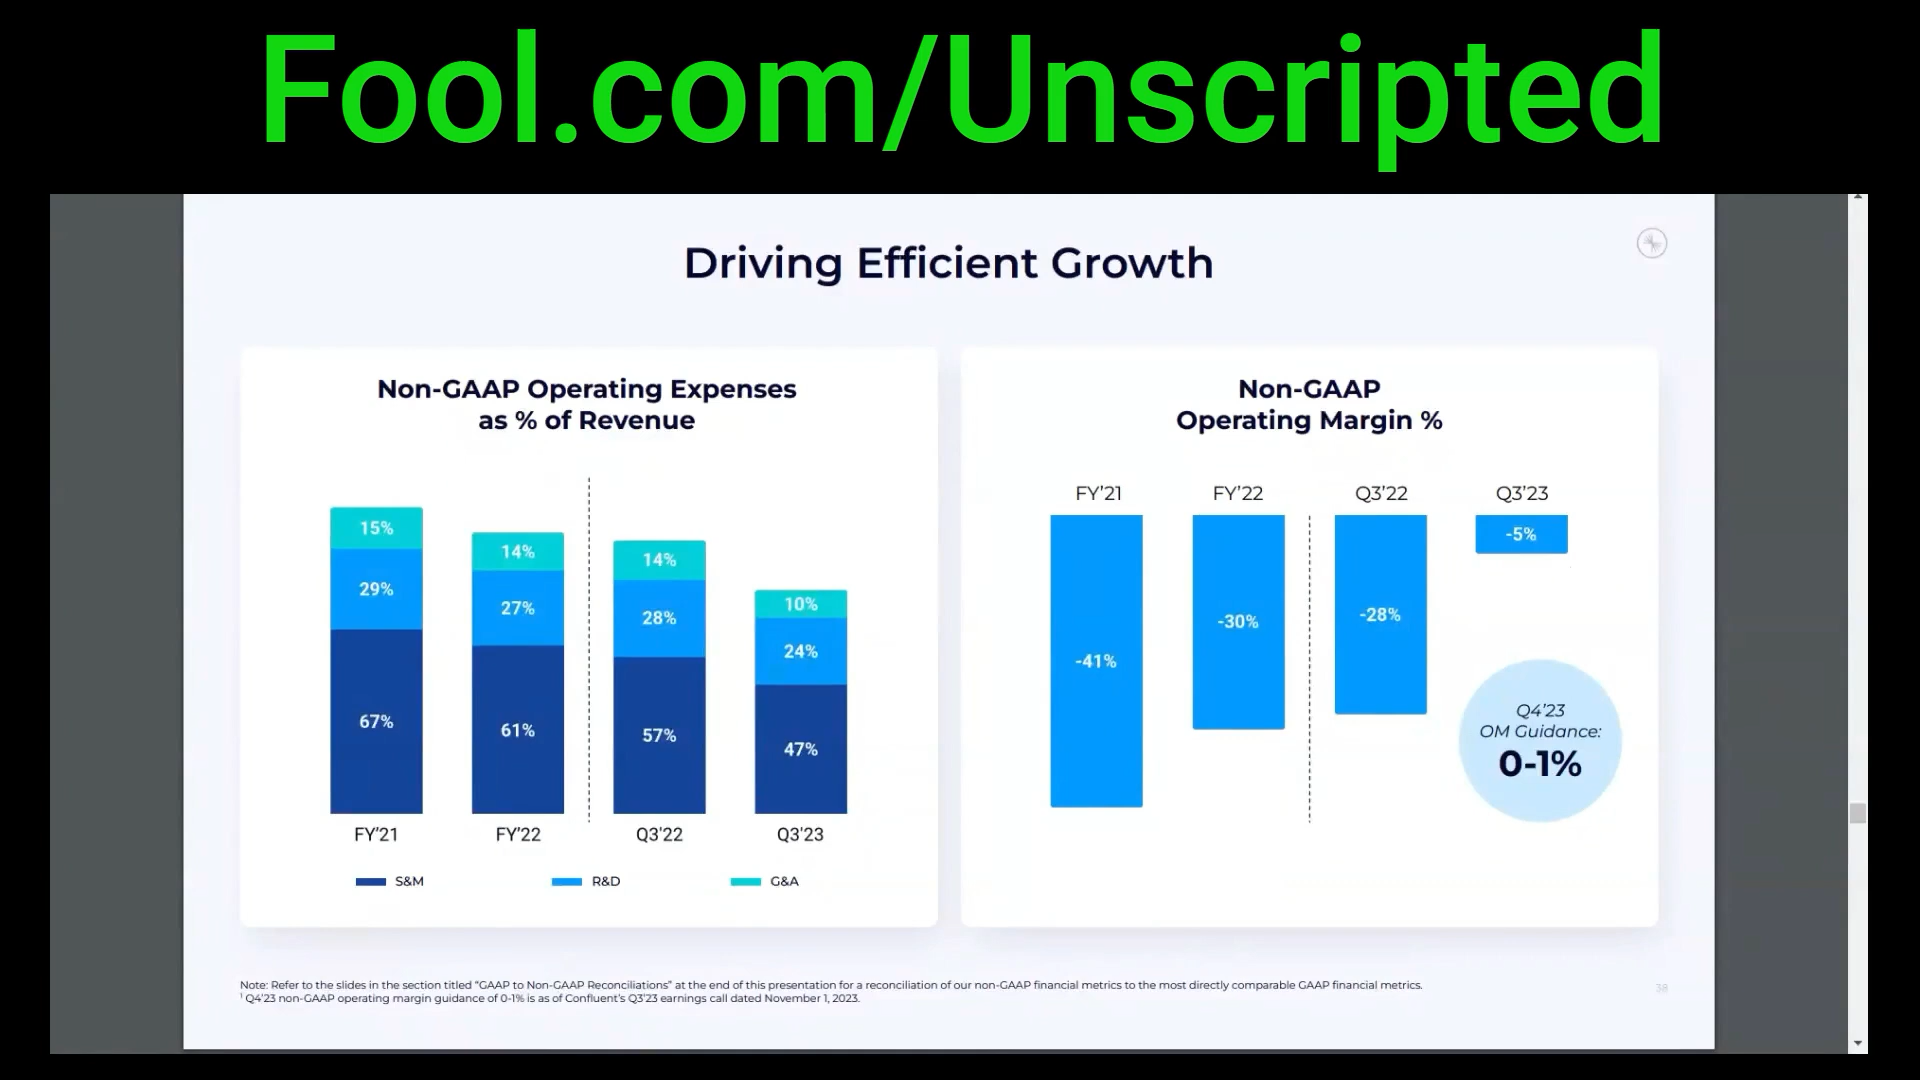 Fool.com/Unscripted
Driving Efficient Growth
Non-GAAP Operating Expenses
as % of Revenue
15%
29%
67%
14%
27%
61%
14%
28%
57%
10%
24%
47%
FY'21
FY'22
Q3'22
Q3'23
S&M
R&D
G&A
Non-GAAP
Operating Margin %
FY'21
FY'22
Q3'22
Q3'23
-41%
-30%
-28%
-5%
Q4'23
OM Guidance:
0-1%
Note: Refer to the slides in the section titled "GAAP to Non-GAAP Reconciliations" at the end of this presentation for a reconciliation of our non-GAAP financial metrics to the most directly comparable GAAP financial metrics.
¹ Q4'23 non-GAAP operating margin guidance of 0-1% is as of Confluent's Q3'23 earnings call dated November 1, 2023.
38